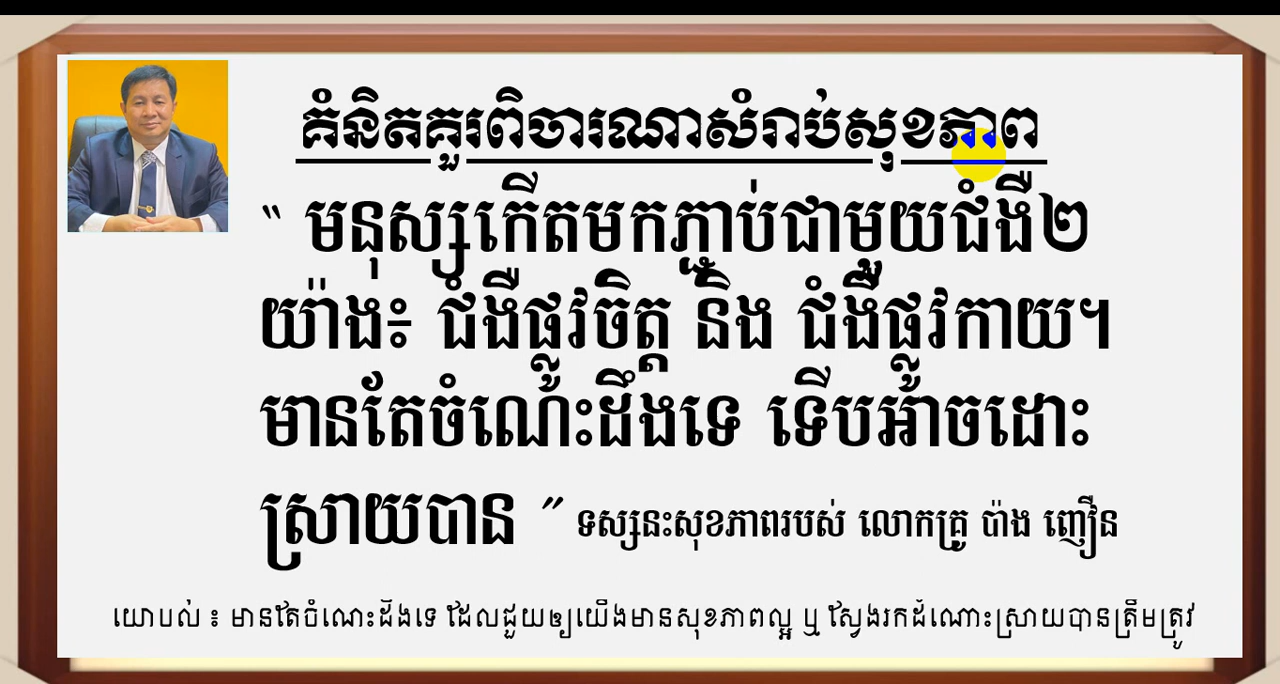 គំនិតគួរពិចារណាសំរាប់សុខភាព
“ មនុស្សកើតមកភ្ជាប់ជាមួយជំងឺ២
យ៉ាង៖ ជំងឺផ្លូវចិត្ត និង ជំងឺផ្លូវកាយ។
មានតែចំណេះដឹងទេ ទើបអាចដោះ
ស្រាយបាន ” ទស្សនះសុខភាពរបស់ លោកគ្រូ ប៉ាង ញឿន
យោបល់ ៖ មានតែចំណេះដឹងទេ ដែលជួយឲ្យយើងមានសុខភាពល្អ ឬ ស្វែងរកដំណោះស្រាយបានត្រឹមត្រូវ